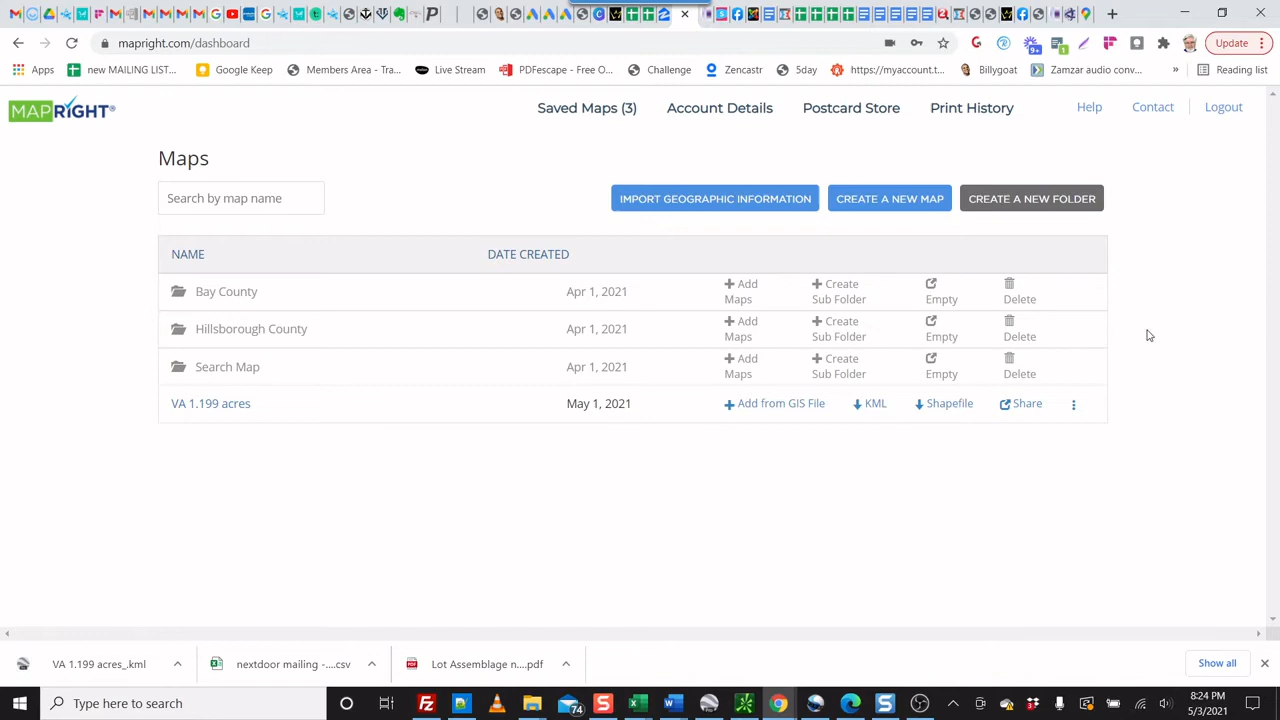 mapright.com/dashboard
Update
Apps
new MAILING LIST...
Google Keep
Members Area - Tra...
Live Stream
PDFescape - Free O...
Challenge
Zencastr
5day
https://myaccount.t...
Billygoat
Zamzar audio conv...
»
Reading list
MAPRIGHT®
Saved Maps (3)
Account Details
Postcard Store
Print History
Help
Contact
Logout
Maps
Search by map name
IMPORT GEOGRAPHIC INFORMATION
CREATE A NEW MAP
CREATE A NEW FOLDER
NAME
DATE CREATED
Bay County
Apr 1, 2021
Add Maps
Create Sub Folder
Empty
Delete
Hillsborough County
Apr 1, 2021
Add Maps
Create Sub Folder
Empty
Delete
Search Map
Apr 1, 2021
Add Maps
Create Sub Folder
Empty
Delete
VA 1.199 acres
May 1, 2021
Add from GIS File
KML
Shapefile
Share
VA 1.199 acres_.kml
nextdoor mailing -....csv
Lot Assemblage n....pdf
Show all
Type here to search
74
8:24 PM
5/3/2021